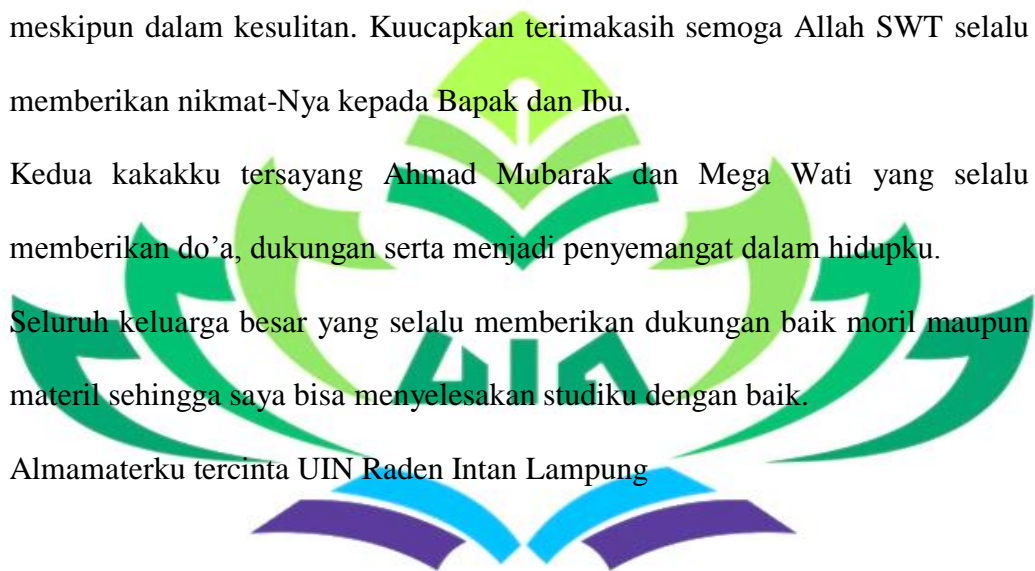 meskipun dalam kesulitan. Kuucapkan terimakasih semoga Allah SWT selalu
memberikan nikmat-Nya kepada Bapak dan Ibu.
Kedua kakakku tersayang Ahmad Mubarak dan Mega Wati yang selalu
memberikan do’a, dukungan serta menjadi penyemangat dalam hidupku.
Seluruh keluarga besar yang selalu memberikan dukungan baik moril maupun
UIN
materil sehingga saya bisa menyelesakan studiku dengan baik.
Almamaterku tercinta UIN Raden Intan Lampung